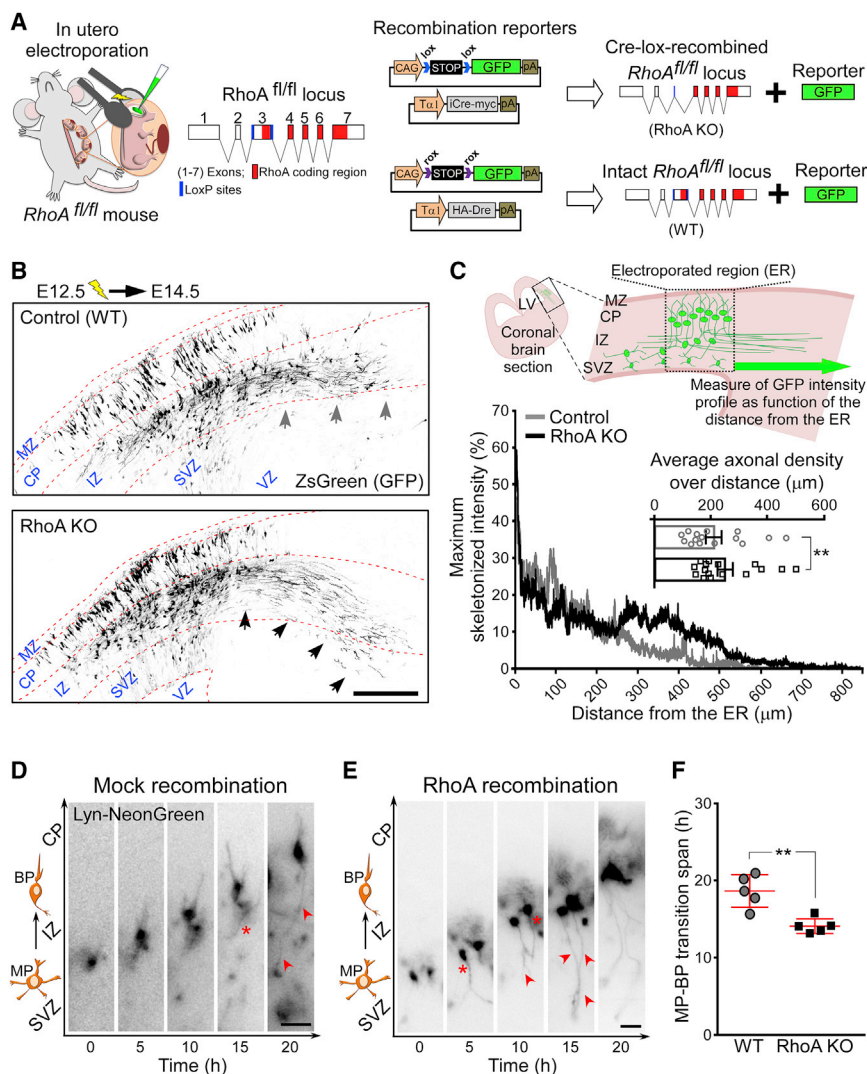 A
In utero
electroporation
RhoA fl/fl mouse
RhoA fl/fl locus
1 2 3 4 5 6 7
(1-7) Exons;
RhoA coding region
LoxP sites
Recombination reporters
lox lox
CAG STOP GFP pA
Tα1 iCre-myc pA
rox rox
CAG STOP GFP pA
Tα1 HA-Dre pA
Cre-lox-recombined
RhoAfl/fl locus
(RhoA KO)
+
Reporter
GFP
Intact RhoAfl/fl locus
(WT)
+
Reporter
GFP
B
E12.5 E14.5
Control (WT)
MZ
CP
IZ
SVZ
VZ
ZsGreen (GFP)
RhoA KO
MZ
CP
IZ
SVZ
VZ
C
Electroporated region (ER)
LV
Coronal
brain
section
MZ
CP
IZ
SVZ
Measure of GFP intensity
profile as function of the
distance from the ER
Control
RhoA KO
Maximum
skeletonized intensity (%)
70
60
50
40
30
20
10
0
0 100 200 300 400 500 600 700 800
Distance from the ER (μm)
Average axonal density
over distance (μm)
0 200 400 600
**
D
Mock recombination
Lyn-NeonGreen
CP
IZ
SVZ
BP
MP
*
0 5 10 15 20
Time (h)
E
RhoA recombination
CP
IZ
SVZ
BP
MP
*
*
0 5 10 15 20
Time (h)
F
MP-BP transition span (h)
30
20
10
0
**
WT RhoA KO